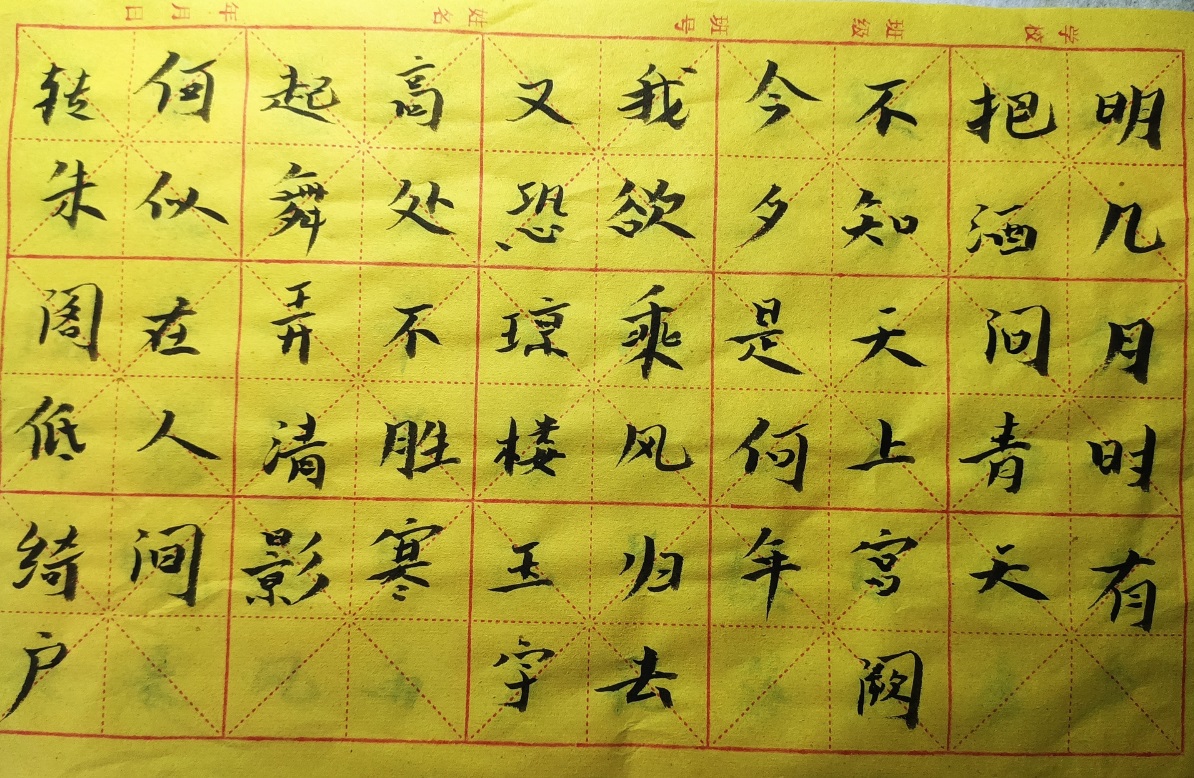 学校 班级 班号 姓名 年 月 日
明几月时有
把酒问青天
不知天上宫阙
今夕是何年
我欲乘风归去
又恐琼楼玉宇
高处不胜寒
起舞弄清影
何似在人间
转朱阁低绮户